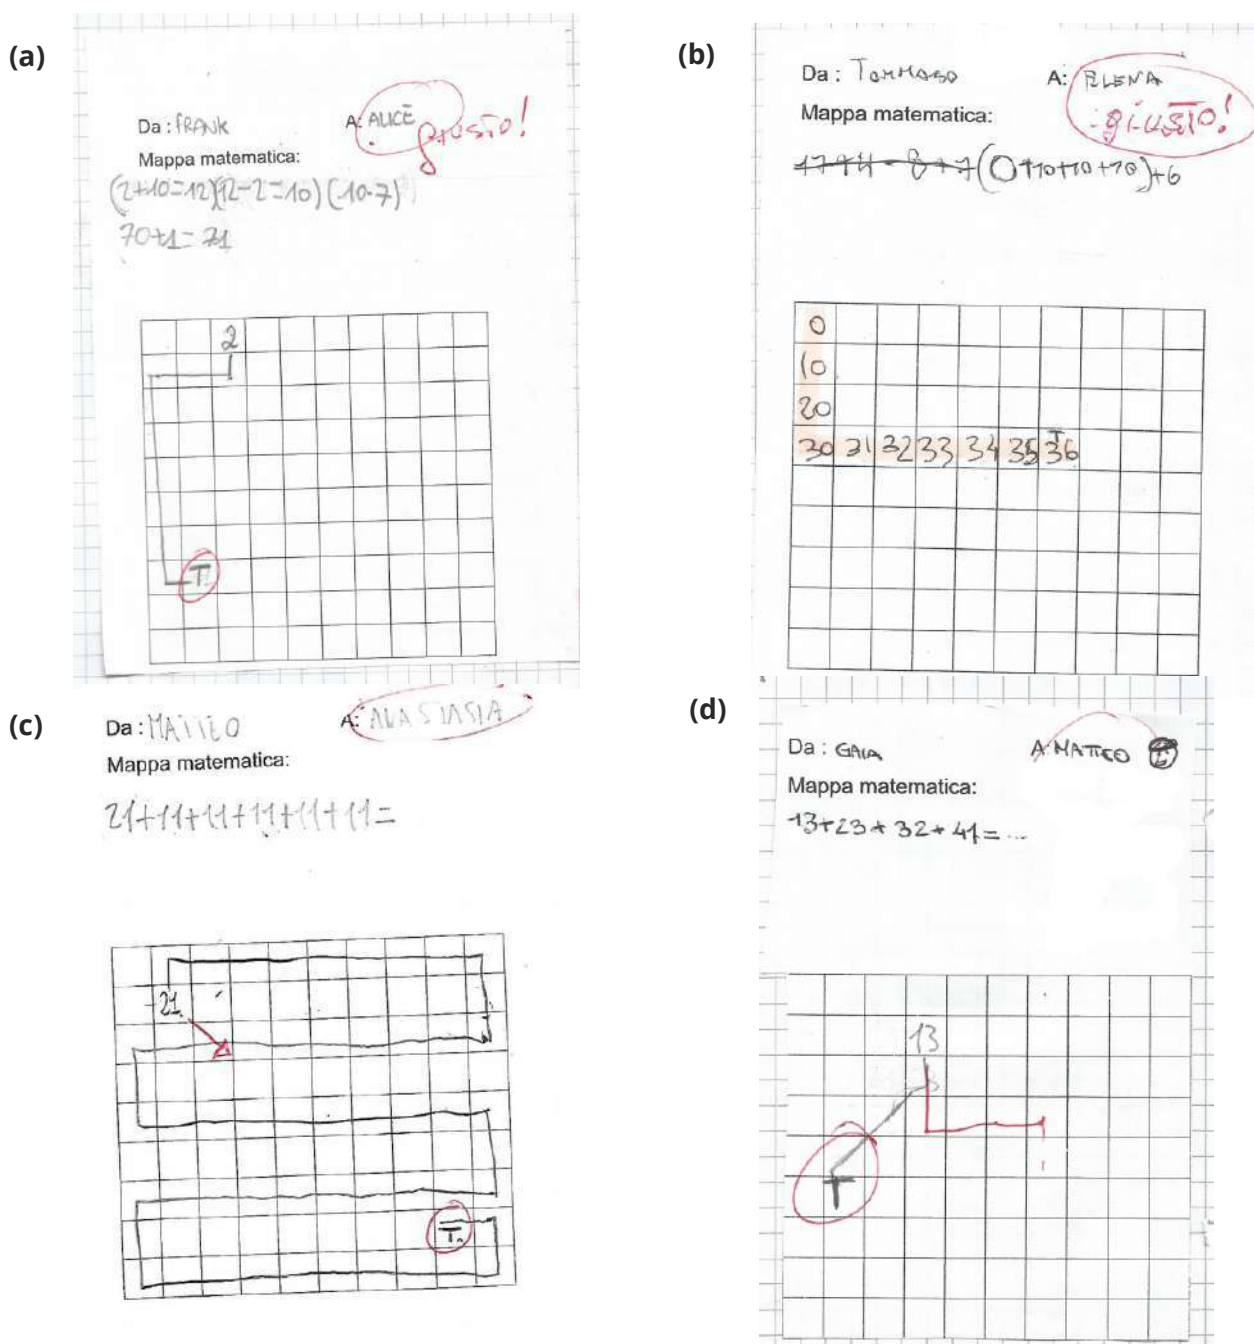 (a)
Da : FRANK A: ALICE giusto!
Mappa matematica:
(2+10=12)(12-2=10) (10·7)
70+1=71
2
T
(b)
Da : TOMMASO A: ELENA
giusto!
Mappa matematica:
(0+10+10+10)+6
0
10
20
T
30 31 32 33 34 35 36
(c)
Da : MATTEO A: ANASTASIA
Mappa matematica:
21+11+11+11+11+11=
21
T
(d)
Da : GAIA A: MATTEO
Mappa matematica:
13+23+32+41=...
13
T